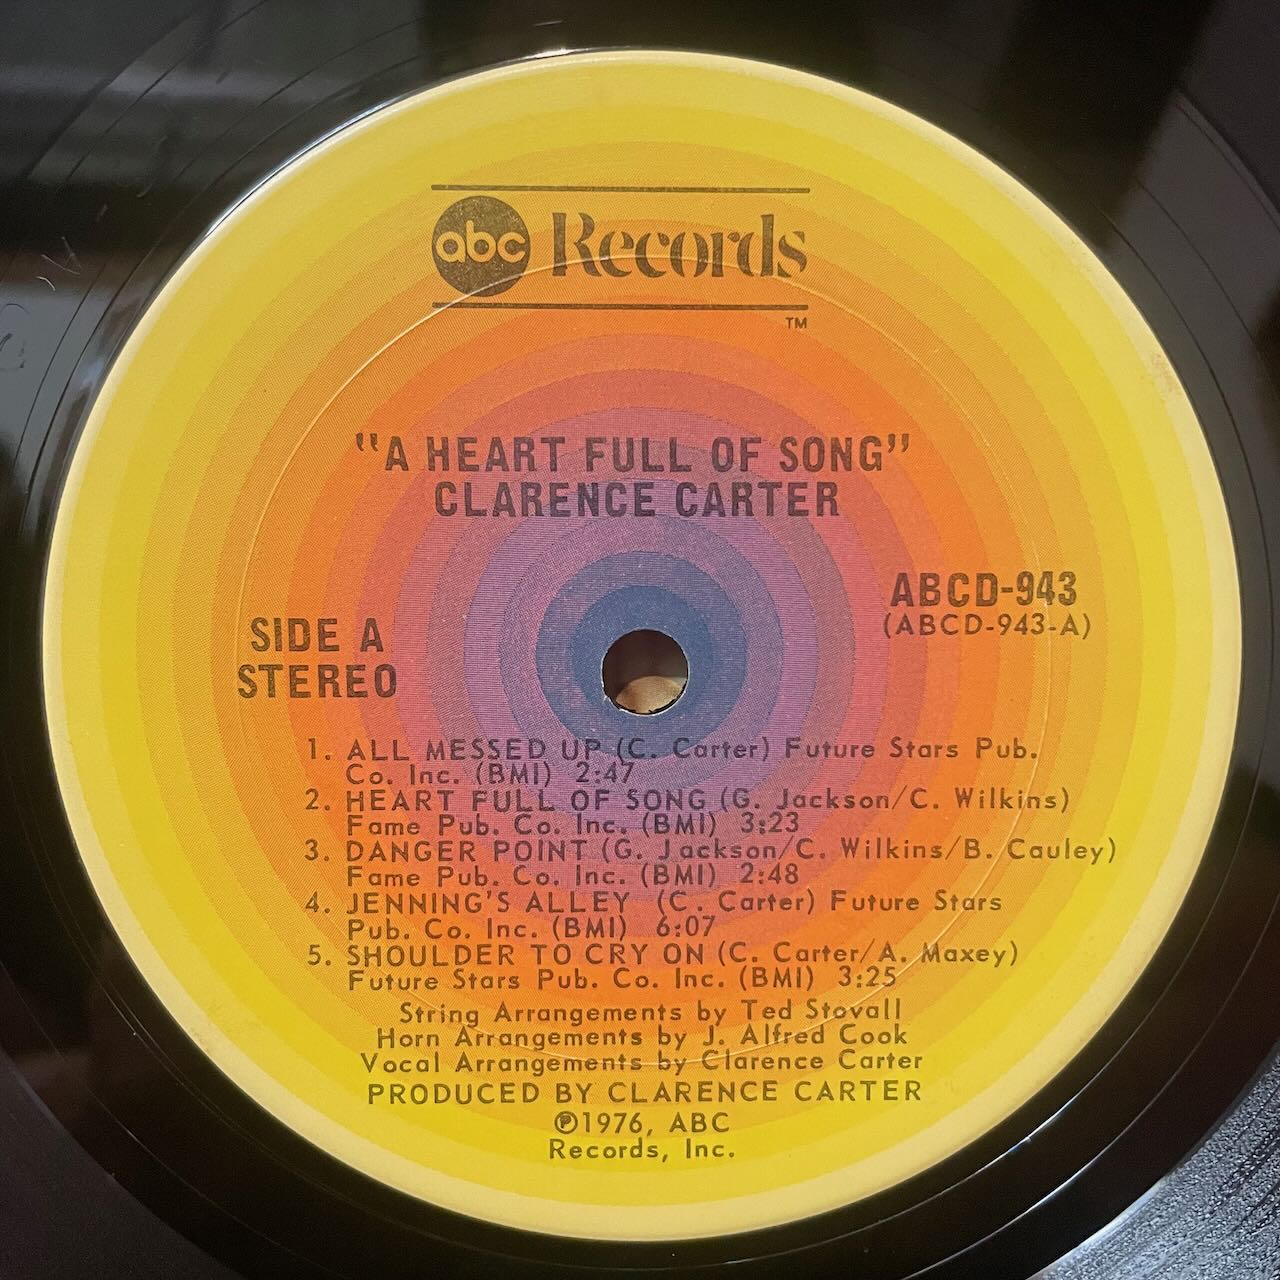 abc Records
TM
"A HEART FULL OF SONG"
CLARENCE CARTER
ABCD-943
(ABCD-943-A)
SIDE A
STEREO
1. ALL MESSED UP (C. Carter) Future Stars Pub.
Co. Inc. (BMI) 2:47
2. HEART FULL OF SONG (G. Jackson/C. Wilkins)
Fame Pub. Co. Inc. (BMI) 3:23
3. DANGER POINT (G. Jackson/C. Wilkins/B. Cauley)
Fame Pub. Co. Inc. (BMI) 2:48
4. JENNING'S ALLEY (C. Carter) Future Stars
Pub. Co. Inc. (BMI) 6:07
5. SHOULDER TO CRY ON (C. Carter/A. Maxey)
Future Stars Pub. Co. Inc. (BMI) 3:25
String Arrangements by Ted Stovall
Horn Arrangements by J. Alfred Cook
Vocal Arrangements by Clarence Carter
PRODUCED BY CLARENCE CARTER
℗1976, ABC
Records, Inc.